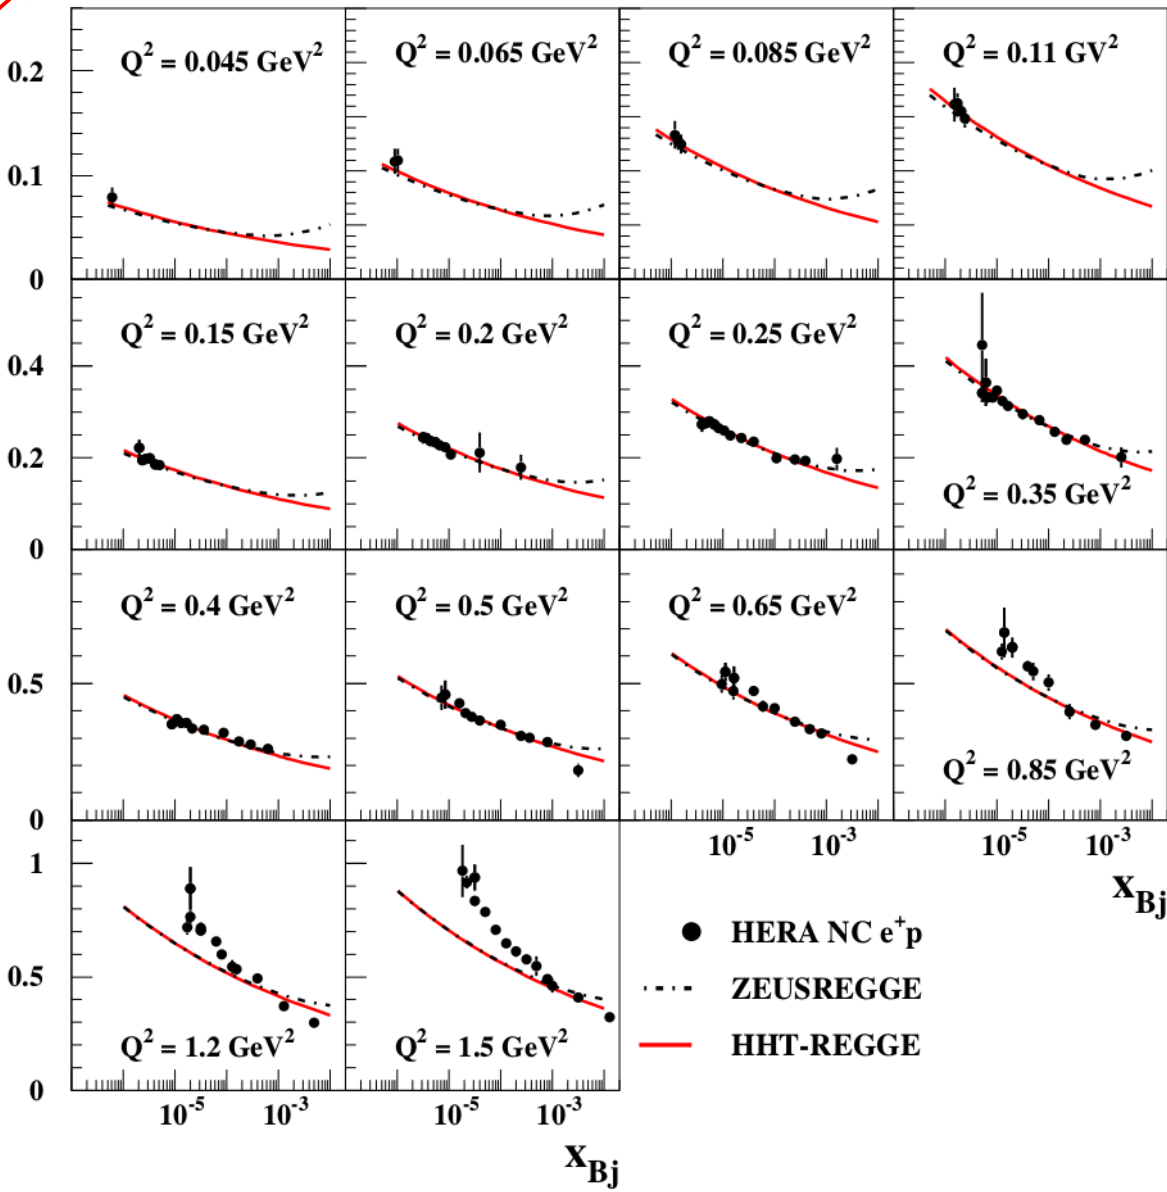 Q² = 0.045 GeV²
Q² = 0.065 GeV²
Q² = 0.085 GeV²
Q² = 0.11 GV²
0.2
0.1
0
Q² = 0.15 GeV²
Q² = 0.2 GeV²
Q² = 0.25 GeV²
Q² = 0.35 GeV²
0.4
0.2
0
Q² = 0.4 GeV²
Q² = 0.5 GeV²
Q² = 0.65 GeV²
Q² = 0.85 GeV²
0.5
0
10⁻⁵ 10⁻³
10⁻⁵ 10⁻³
x_Bj
1
0.5
0
Q² = 1.2 GeV²
Q² = 1.5 GeV²
HERA NC e⁺p
ZEUSREGGE
HHT-REGGE
10⁻⁵ 10⁻³
10⁻⁵ 10⁻³
x_Bj